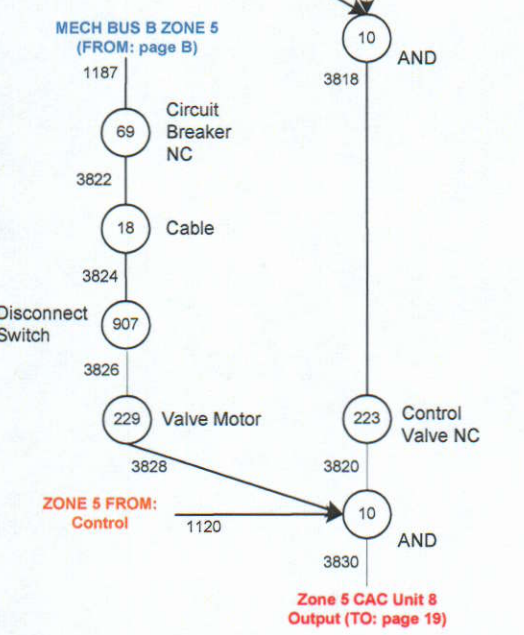 MECH BUS B ZONE 5
(FROM: page B)
1187
69
Circuit
Breaker
NC
3822
18
Cable
3824
Disconnect
Switch
907
3826
229
Valve Motor
3828
ZONE 5 FROM:
Control
1120
10
AND
3818
223
Control
Valve NC
3820
10
AND
3830
Zone 5 CAC Unit 8
Output (TO: page 19)